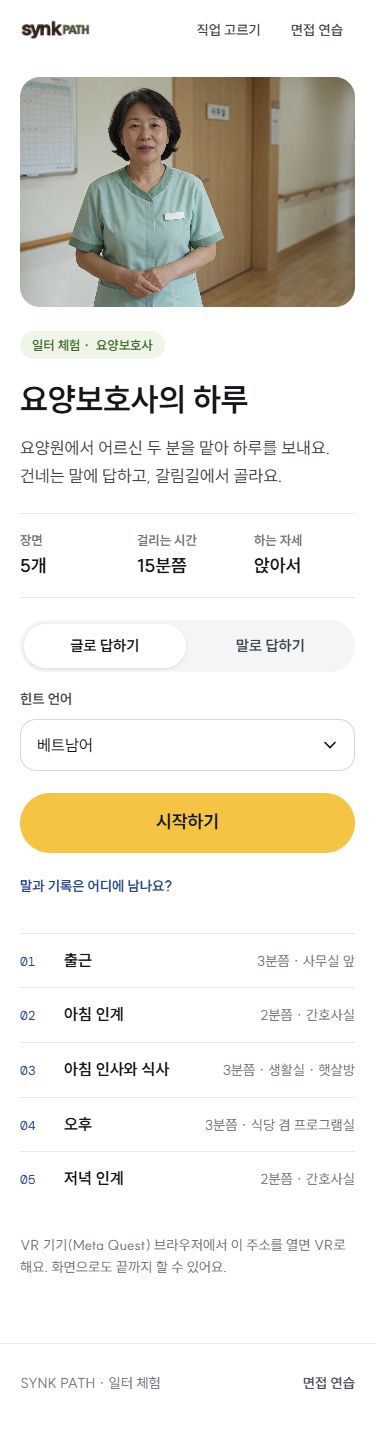 synk PATH
직업 고르기
면접 연습
사무실
일터 체험 · 요양보호사
요양보호사의 하루
요양원에서 어르신 두 분을 맡아 하루를 보내요.
건네는 말에 답하고, 갈림길에서 골라요.
장면
걸리는 시간
하는 자세
5개
15분쯤
앉아서
글로 답하기
말로 답하기
힌트 언어
베트남어
시작하기
말과 기록은 어디에 남나요?
01 출근 3분쯤 · 사무실 앞
02 아침 인계 2분쯤 · 간호사실
03 아침 인사와 식사 3분쯤 · 생활실 · 햇살방
04 오후 3분쯤 · 식당 겸 프로그램실
05 저녁 인계 2분쯤 · 간호사실
VR 기기(Meta Quest) 브라우저에서 이 주소를 열면 VR로
해요. 화면으로도 끝까지 할 수 있어요.
SYNK PATH · 일터 체험
면접 연습